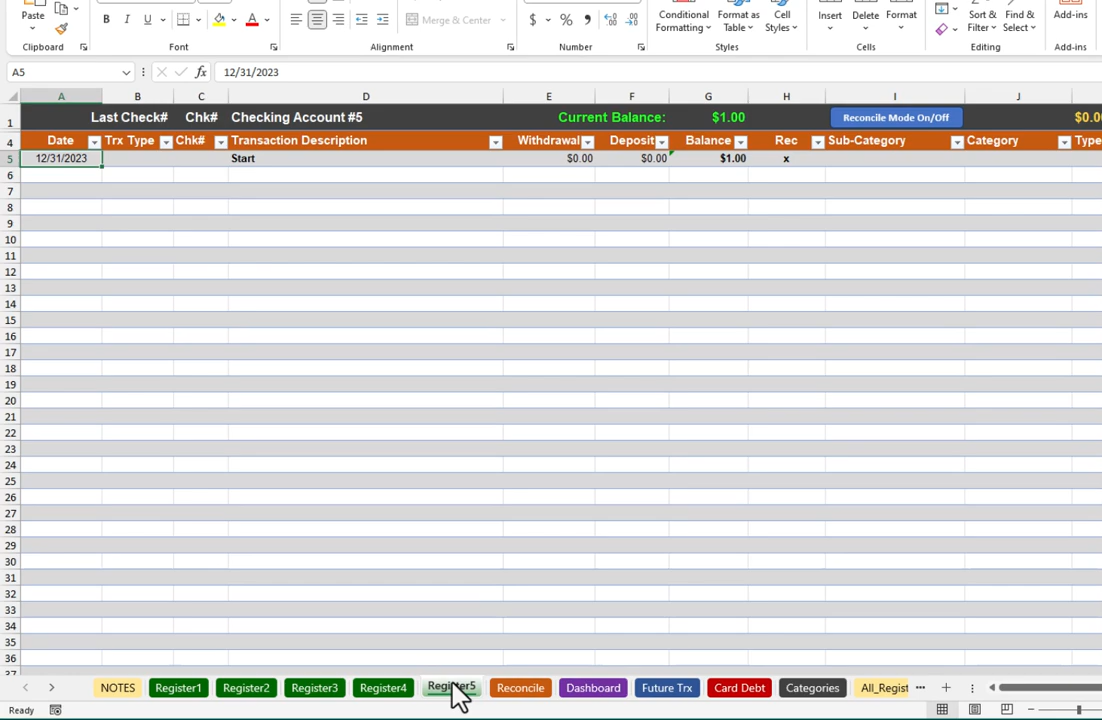 Paste
B I U A
Merge & Center
$ % 9
Conditional Formatting
Format as Table
Cell Styles
Insert Delete Format
Sort & Filter
Find & Select
Add-ins
Clipboard Font Alignment Number Styles Cells Editing Add-ins
A5 fx 12/31/2023
A B C D E F G H I J
1 Last Check# Chk# Checking Account #5 Current Balance: $1.00 Reconcile Mode On/Off $0.0
4 Date Trx Type Chk# Transaction Description Withdrawal Deposit Balance Rec Sub-Category Category Type
5 12/31/2023 Start $0.00 $0.00 $1.00 x
6
7
8
9
10
11
12
13
14
15
16
17
18
19
20
21
22
23
24
25
26
27
28
29
30
31
32
33
34
35
36
37
NOTES Register1 Register2 Register3 Register4 Register5 Reconcile Dashboard Future Trx Card Debt Categories All_Regist
Ready